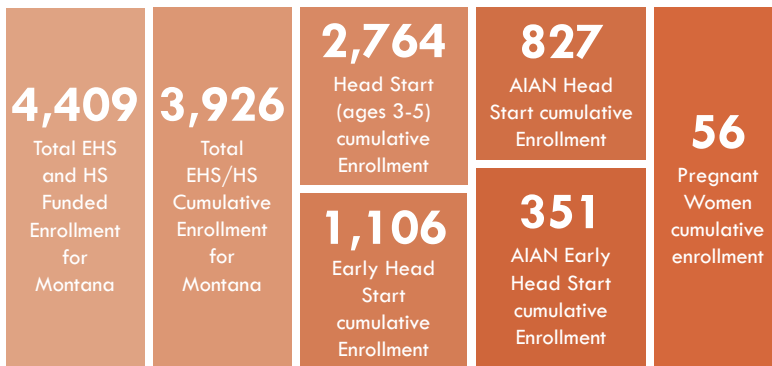 4,409
Total EHS
and HS
Funded
Enrollment
for
Montana
3,926
Total
EHS/HS
Cumulative
Enrollment
for
Montana
2,764
Head Start
(ages 3-5)
cumulative
Enrollment
1,106
Early Head
Start
cumulative
Enrollment
827
AIAN Head
Start cumulative
Enrollment
351
AIAN Early
Head Start
cumulative
Enrollment
56
Pregnant
Women
cumulative
enrollment